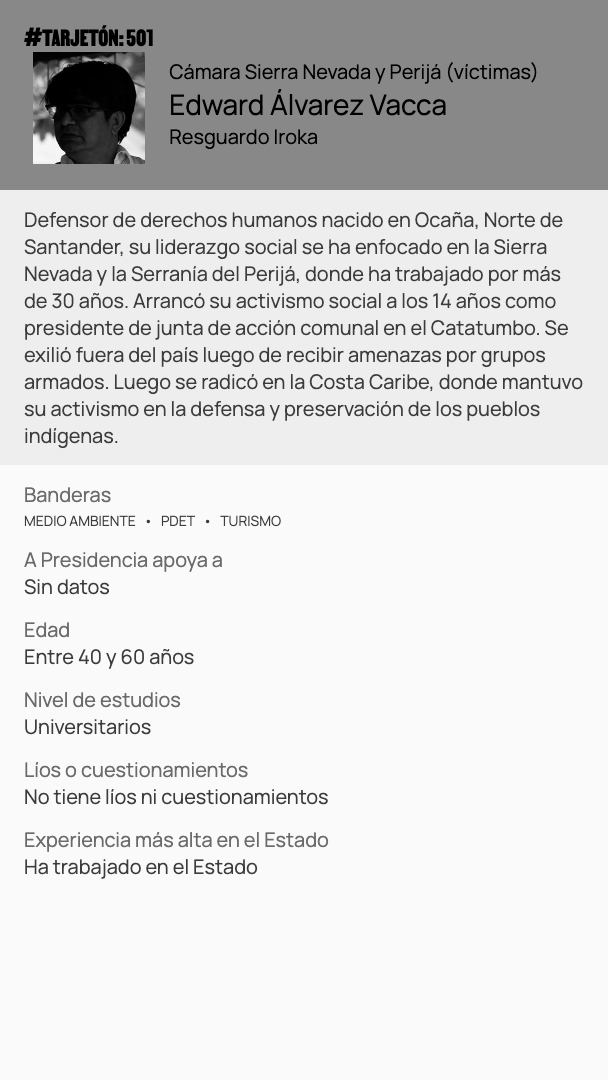 #TARJETÓN: 501
Cámara Sierra Nevada y Perijá (víctimas)
Edward Álvarez Vacca
Resguardo Iroka
Defensor de derechos humanos nacido en Ocaña, Norte de
Santander, su liderazgo social se ha enfocado en la Sierra
Nevada y la Serranía del Perijá, donde ha trabajado por más
de 30 años. Arrancó su activismo social a los 14 años como
presidente de junta de acción comunal en el Catatumbo. Se
exilió fuera del país luego de recibir amenazas por grupos
armados. Luego se radicó en la Costa Caribe, donde mantuvo
su activismo en la defensa y preservación de los pueblos
indígenas.
Banderas
MEDIO AMBIENTE • PDET • TURISMO
A Presidencia apoya a
Sin datos
Edad
Entre 40 y 60 años
Nivel de estudios
Universitarios
Líos o cuestionamientos
No tiene líos ni cuestionamientos
Experiencia más alta en el Estado
Ha trabajado en el Estado